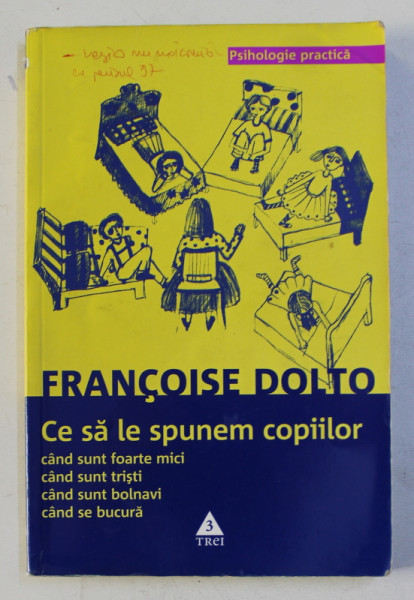 Psihologie practică
FRANÇOISE DOLTO
Ce să le spunem copiilor
când sunt foarte mici
când sunt trişti
când sunt bolnavi
când se bucură
3
TREI